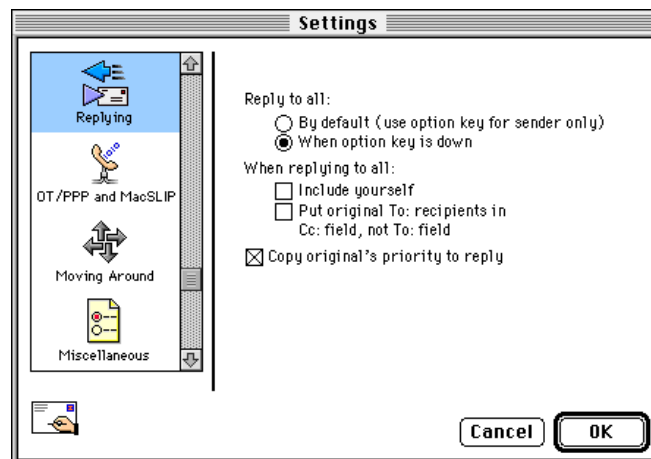 Settings
Replying
OT/PPP and MacSLIP
Moving Around
Miscellaneous
Reply to all:
By default (use option key for sender only)
When option key is down
When replying to all:
Include yourself
Put original To: recipients in
Cc: field, not To: field
Copy original's priority to reply
Cancel
OK